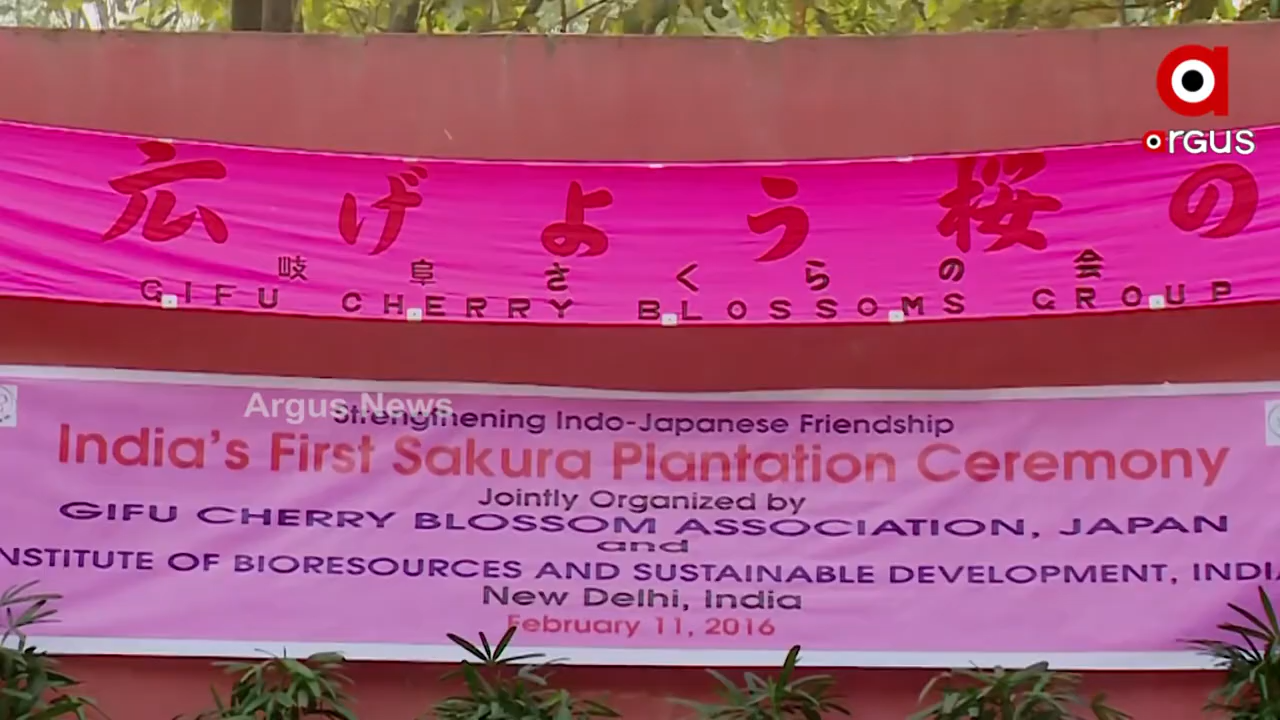 argus
広げよう桜の
岐阜さくらの会
GIFU CHERRY BLOSSOMS GROUP
Argus News
Strengthening Indo-Japanese Friendship
India's First Sakura Plantation Ceremony
Jointly Organized by
GIFU CHERRY BLOSSOM ASSOCIATION, JAPAN
and
NSTITUTE OF BIORESOURCES AND SUSTAINABLE DEVELOPMENT, INDIA
New Delhi, India
February 11, 2016